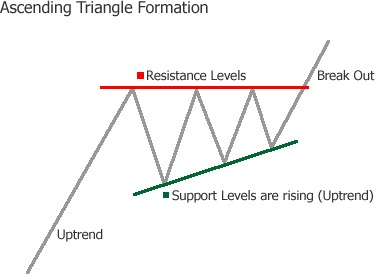 Ascending Triangle Formation
Resistance Levels
Break Out
Support Levels are rising (Uptrend)
Uptrend